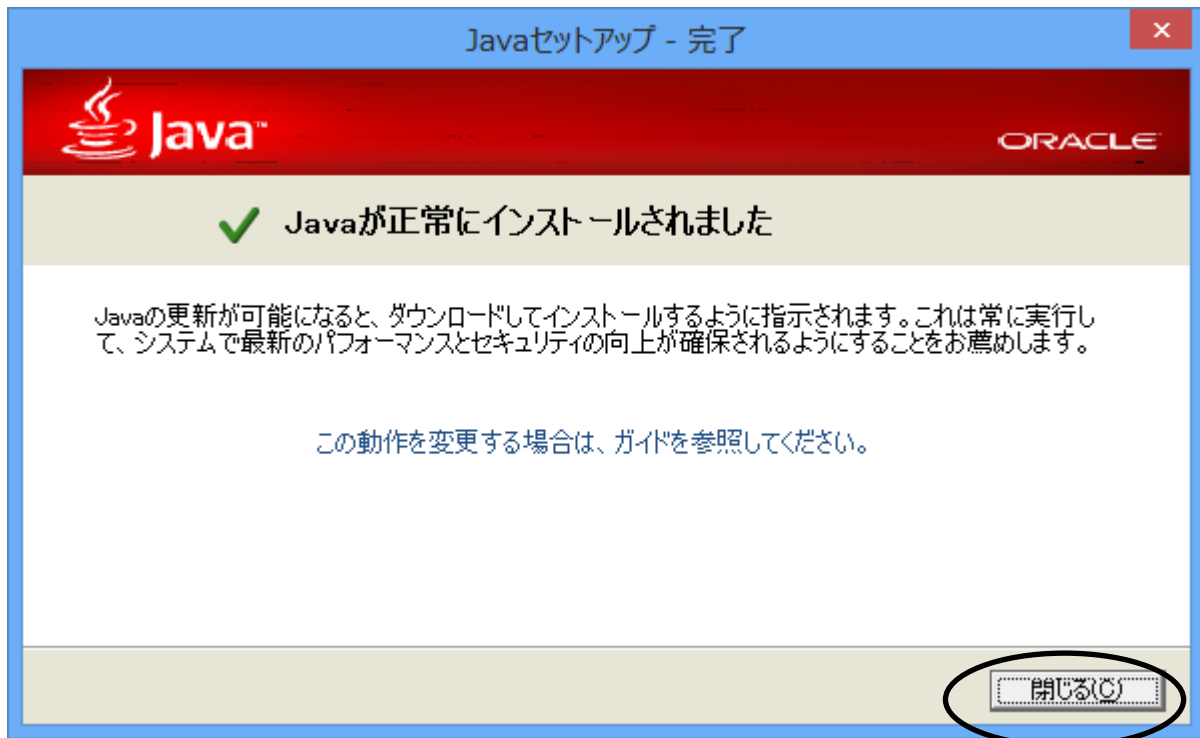 Javaセットアップ - 完了
Java™
ORACLE
Javaが正常にインストールされました
Javaの更新が可能になると、ダウンロードしてインストールするように指示されます。これは常に実行し
て、システムで最新のパフォーマンスとセキュリティの向上が確保されるようにすることをお薦めします。
この動作を変更する場合は、ガイドを参照してください。
閉じる(C)